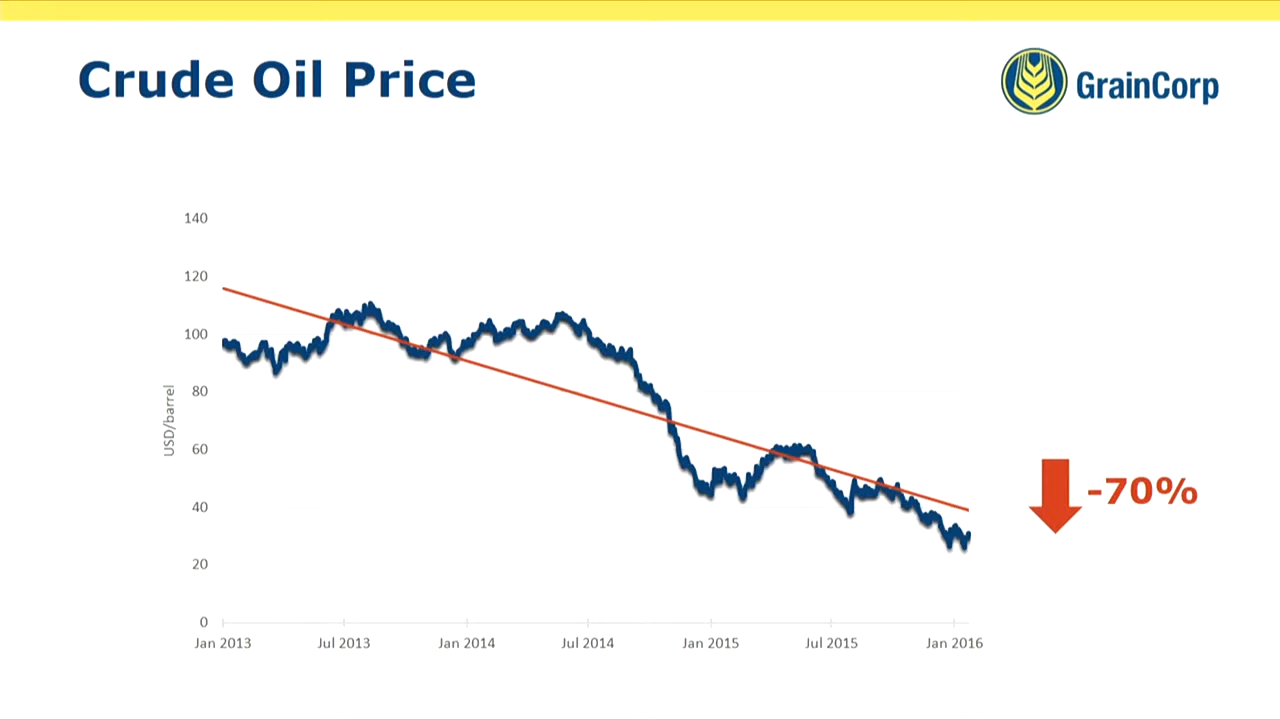 Crude Oil Price
GrainCorp
140
120
100
80
60
40
20
0
USD/barrel
Jan 2013
Jul 2013
Jan 2014
Jul 2014
Jan 2015
Jul 2015
Jan 2016
-70%